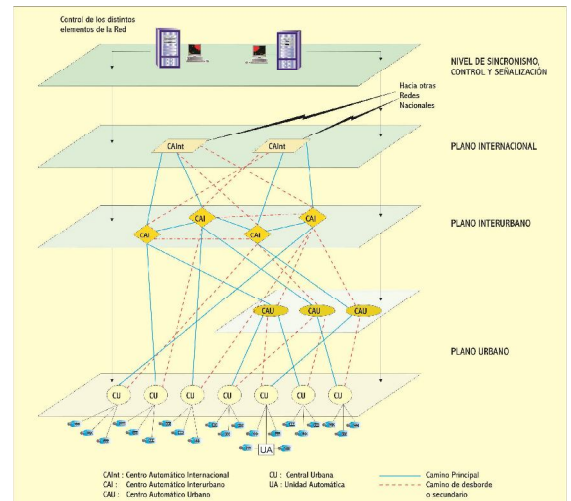 Control de los distintos
elementos de la Red
NIVEL DE SINCRONISMO,
CONTROL Y SEÑALIZACIÓN
Hacia otras
Redes
Nacionales
CAInt
CAInt
PLANO INTERNACIONAL
CAI
CAI
CAI
CAI
PLANO INTERURBANO
CAU
CAU
CAU
PLANO URBANO
CU
CU
CU
CU
CU
CU
CU
UA
CAInt : Centro Automático Internacional
CAI : Centro Automático Interurbano
CAU : Centro Automático Urbano
CU : Central Urbana
UA : Unidad Automática
Camino Principal
Camino de desborde
o secundario